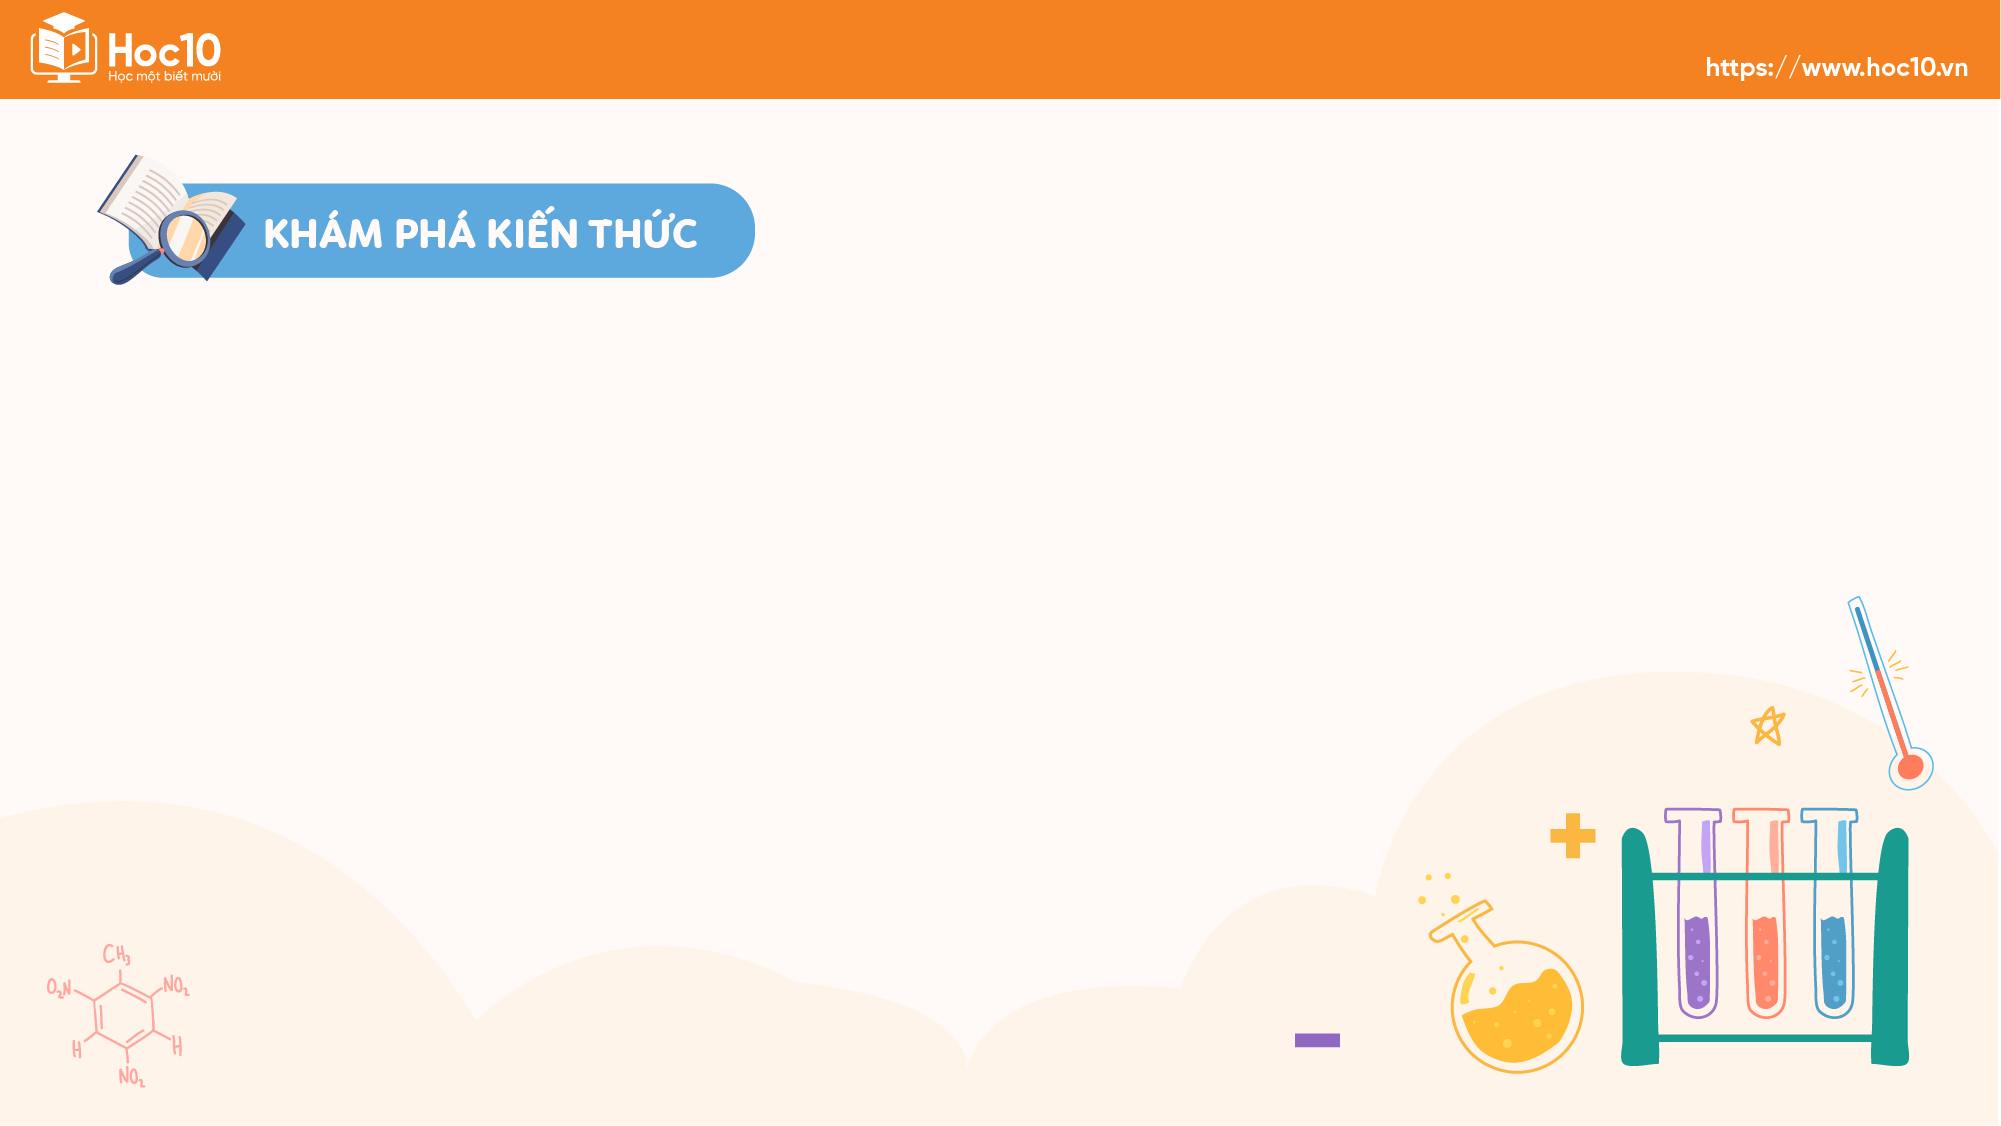 Hoc10
Học một biết mười
https://www.hoc10.vn
KHÁM PHÁ KIẾN THỨC
CH₃
O₂N
NO₂
H
H
NO₂